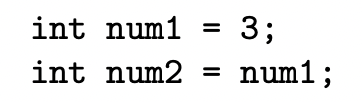 int num1 = 3;
int num2 = num1;